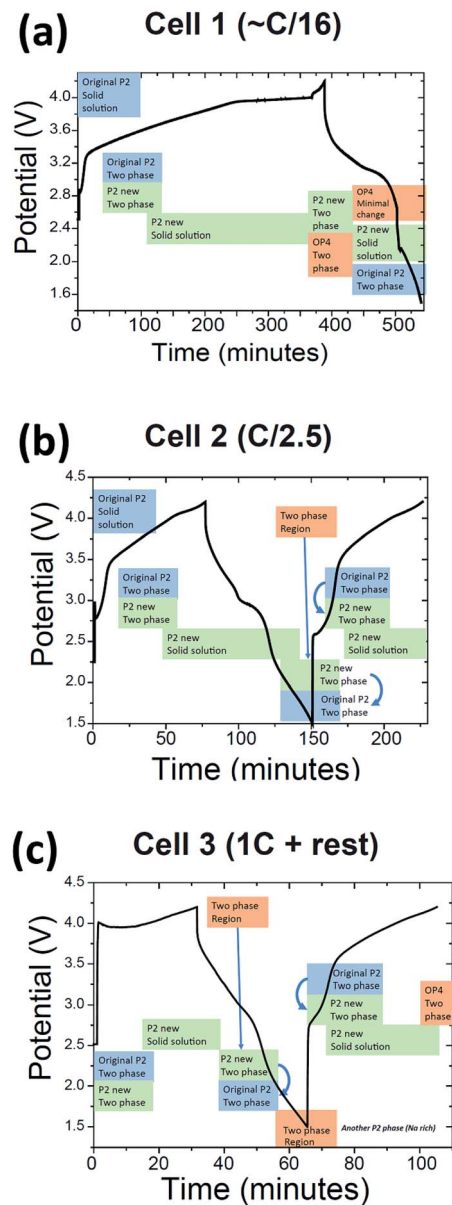 (a)
Cell 1 (~C/16)
Potential (V)
4.0
3.6
3.2
2.8
2.4
2.0
1.6
Original P2
Solid
solution
Original P2
Two phase
P2 new
Two phase
P2 new
Solid solution
P2 new
Two
phase
OP4
Two
phase
OP4
Minimal
change
P2 new
Solid
solution
Original P2
Two phase
0
100
200
300
400
500
Time (minutes)
(b)
Cell 2 (C/2.5)
Potential (V)
4.5
4.0
3.5
3.0
2.5
2.0
1.5
Original P2
Solid
solution
Original P2
Two phase
P2 new
Two phase
P2 new
Solid solution
Two phase
Region
Original P2
Two phase
P2 new
Two phase
P2 new
Solid solution
P2 new
Two phase
Original P2
Two phase
0
50
100
150
200
Time (minutes)
(c)
Cell 3 (1C + rest)
Potential (V)
4.5
4.0
3.5
3.0
2.5
2.0
1.5
Two phase
Region
P2 new
Solid solution
Original P2
Two phase
P2 new
Two phase
P2 new
Two phase
Original P2
Two phase
Original P2
Two phase
P2 new
Two phase
P2 new
Solid solution
OP4
Two
phase
Two phase
Region
Another P2 phase (Na rich)
0
20
40
60
80
100
Time (minutes)